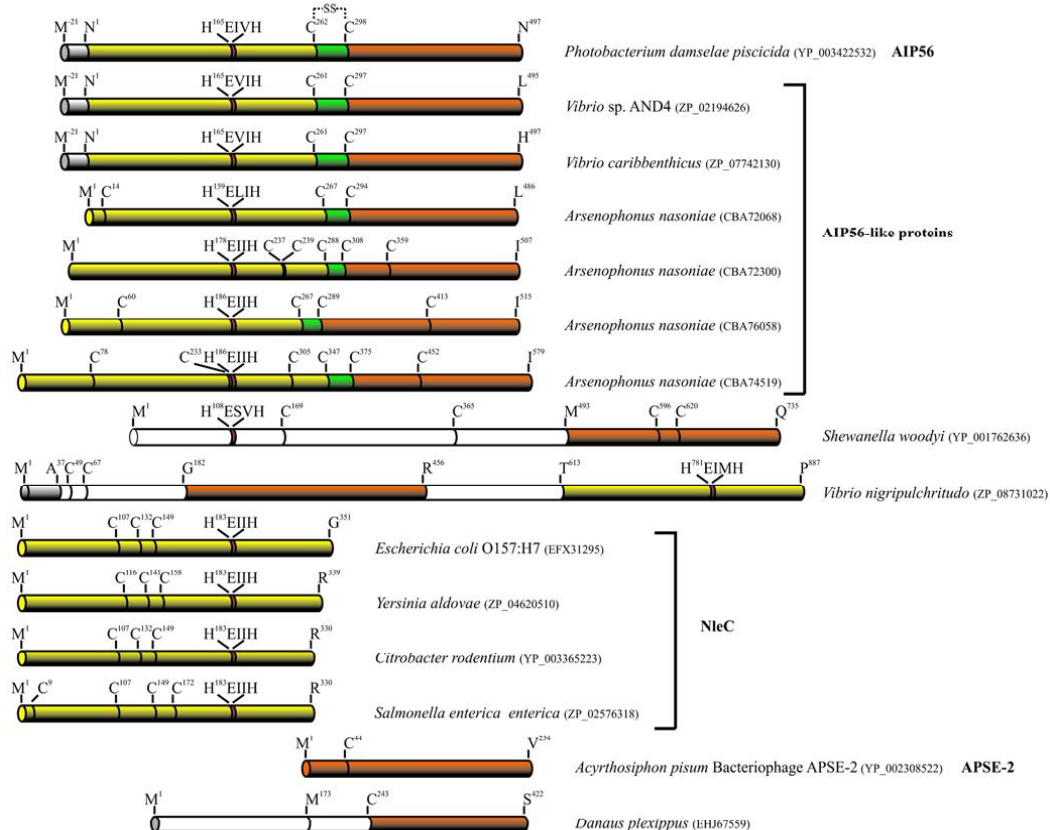 SS
M⁻²¹ N¹ H¹⁶⁵EIVH C²⁶² C²⁹⁸ N⁴⁹⁷
Photobacterium damselae piscicida (YP_003422532) AIP56
M⁻²¹ N¹ H¹⁶⁵EVIH C²⁶¹ C²⁹⁷ L⁴⁹⁵
Vibrio sp. AND4 (ZP_02194626)
M⁻²¹ N¹ H¹⁶⁵EVIH C²⁶¹ C²⁹⁷ H⁴⁹⁷
Vibrio caribbenthicus (ZP_07742130)
M¹ C¹⁴ H¹⁵⁹ELIH C²⁶⁷ C²⁹⁴ L⁴⁸⁶
Arsenophonus nasoniae (CBA72068)
AIP56-like proteins
M¹ H¹⁷⁸EIIH C²³⁷ C²³⁹ C²⁸⁸ C³⁰⁸ C³⁵⁹ I⁵⁰⁷
Arsenophonus nasoniae (CBA72300)
M¹ C⁶⁰ H¹⁸⁶EIIH C²⁶⁷ C²⁸⁹ C⁴¹³ I⁵¹⁵
Arsenophonus nasoniae (CBA76058)
M¹ C⁷⁸ C²³³ H¹⁸⁶EIIH C³⁰⁵ C³⁴⁷ C³⁷⁵ C⁴⁵² I⁵⁷⁹
Arsenophonus nasoniae (CBA74519)
M¹ H¹⁰⁸ESVH C¹⁶⁹ C³⁶⁵ M⁴⁹³ C⁵⁹⁶ C⁶²⁰ Q⁷³⁵
Shewanella woodyi (YP_001762636)
M¹ A³⁷ C⁴⁹ C⁶⁷ G¹⁸² R⁴⁵⁶ T⁶¹³ H⁷⁸¹EIMH P⁸⁸⁷
Vibrio nigripulchritudo (ZP_08731022)
M¹ C¹⁰⁷ C¹³² C¹⁴⁹ H¹⁸³EIIH G³⁵¹
Escherichia coli O157:H7 (EFX31295)
M¹ C¹¹⁶ C¹⁴¹ C¹⁵⁸ H¹⁸³EIIH R³³⁹
Yersinia aldovae (ZP_04620510)
NleC
M¹ C¹⁰⁷ C¹³² C¹⁴⁹ H¹⁸³EIIH R³³⁰
Citrobacter rodentium (YP_003365223)
M¹ C⁹ C¹⁰⁷ C¹⁴⁹ C¹⁷² H¹⁸³EIIH R³³⁰
Salmonella enterica enterica (ZP_02576318)
M¹ C⁴⁴ V²⁵⁴
Acyrthosiphon pisum Bacteriophage APSE-2 (YP_002308522) APSE-2
M¹ M¹⁷³ C²⁴³ S⁴²²
Danaus plexippus (EHJ67559)